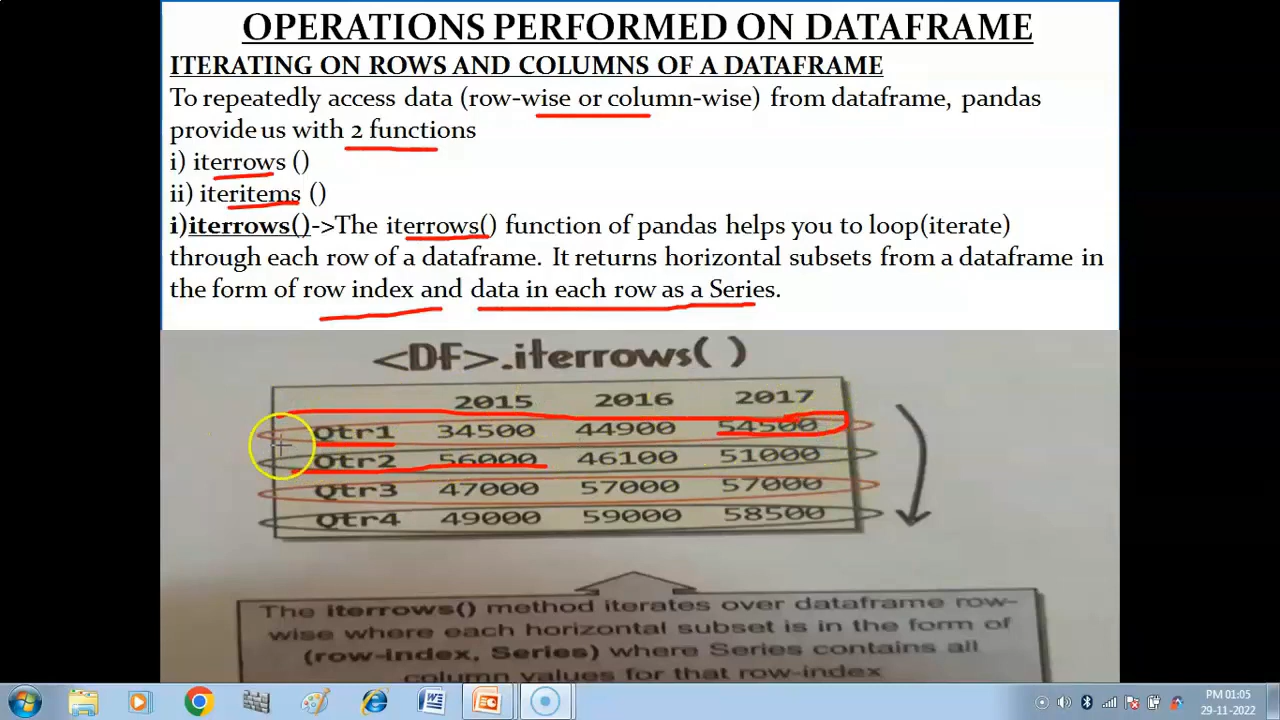 OPERATIONS PERFORMED ON DATAFRAME
ITERATING ON ROWS AND COLUMNS OF A DATAFRAME
To repeatedly access data (row-wise or column-wise) from dataframe, pandas
provide us with 2 functions
i) iterrows ()
ii) iteritems ()
i)iterrows()->The iterrows() function of pandas helps you to loop(iterate)
through each row of a dataframe. It returns horizontal subsets from a dataframe in
the form of row index and data in each row as a Series.
<DF>.iterrows( )
2015 2016 2017
Qtr1 34500 44900 54500
Qtr2 56000 46100 51000
Qtr3 47000 57000 57000
Qtr4 49000 59000 58500
The iterrows() method iterates over dataframe row-
wise where each horizontal subset is in the form of
(row-index, Series) where Series contains all
column values for that row-index
PM 01:05
29-11-2022